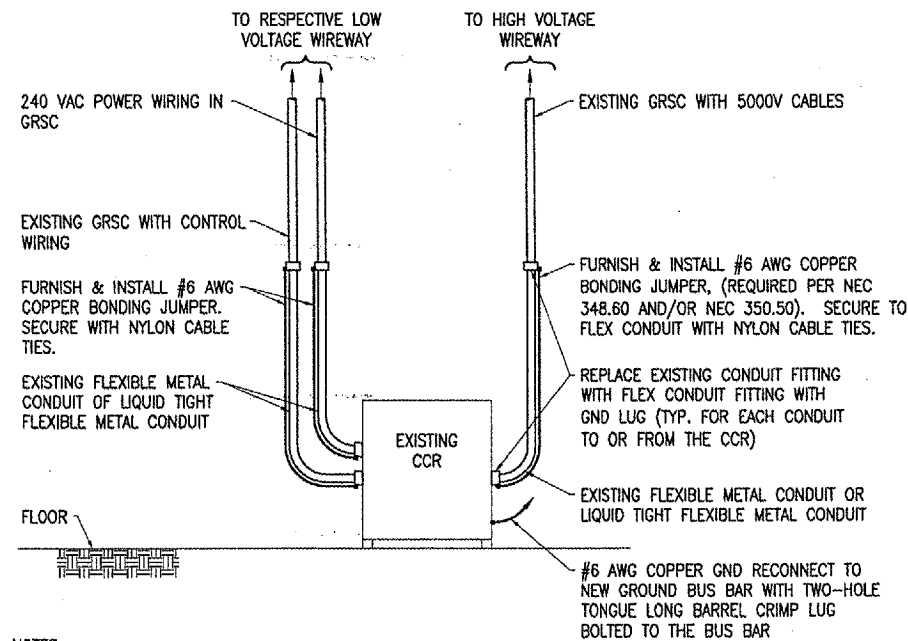 TO RESPECTIVE LOW
VOLTAGE WIREWAY
TO HIGH VOLTAGE
WIREWAY
240 VAC POWER WIRING IN
GRSC
EXISTING GRSC WITH 5000V CABLES
EXISTING GRSC WITH CONTROL
WIRING
FURNISH & INSTALL #6 AWG
COPPER BONDING JUMPER.
SECURE WITH NYLON CABLE
TIES.
FURNISH & INSTALL #6 AWG COPPER
BONDING JUMPER, (REQUIRED PER NEC
348.60 AND/OR NEC 350.50). SECURE TO
FLEX CONDUIT WITH NYLON CABLE TIES.
EXISTING FLEXIBLE METAL
CONDUIT OF LIQUID TIGHT
FLEXIBLE METAL CONDUIT
REPLACE EXISTING CONDUIT FITTING
WITH FLEX CONDUIT FITTING WITH
GND LUG (TYP. FOR EACH CONDUIT
TO OR FROM THE CCR)
EXISTING
CCR
EXISTING FLEXIBLE METAL CONDUIT OR
LIQUID TIGHT FLEXIBLE METAL CONDUIT
FLOOR
#6 AWG COPPER GND RECONNECT TO
NEW GROUND BUS BAR WITH TWO-HOLE
TONGUE LONG BARREL CRIMP LUG
BOLTED TO THE BUS BAR